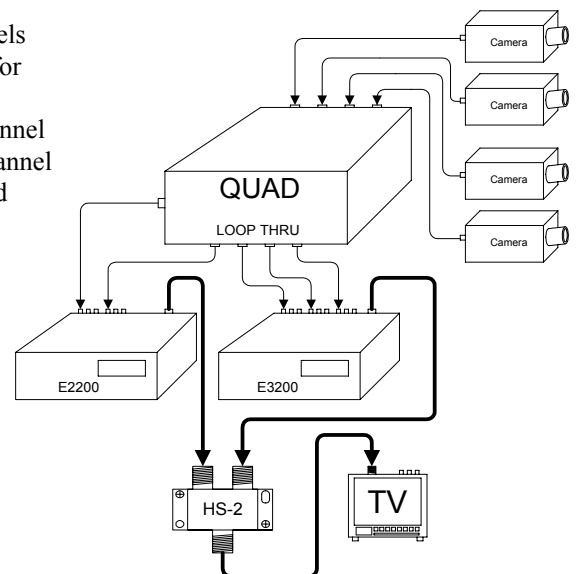 els
for
annel
annel
d
Camera
Camera
Camera
Camera
QUAD
LOOP THRU
E2200
E3200
HS-2
TV